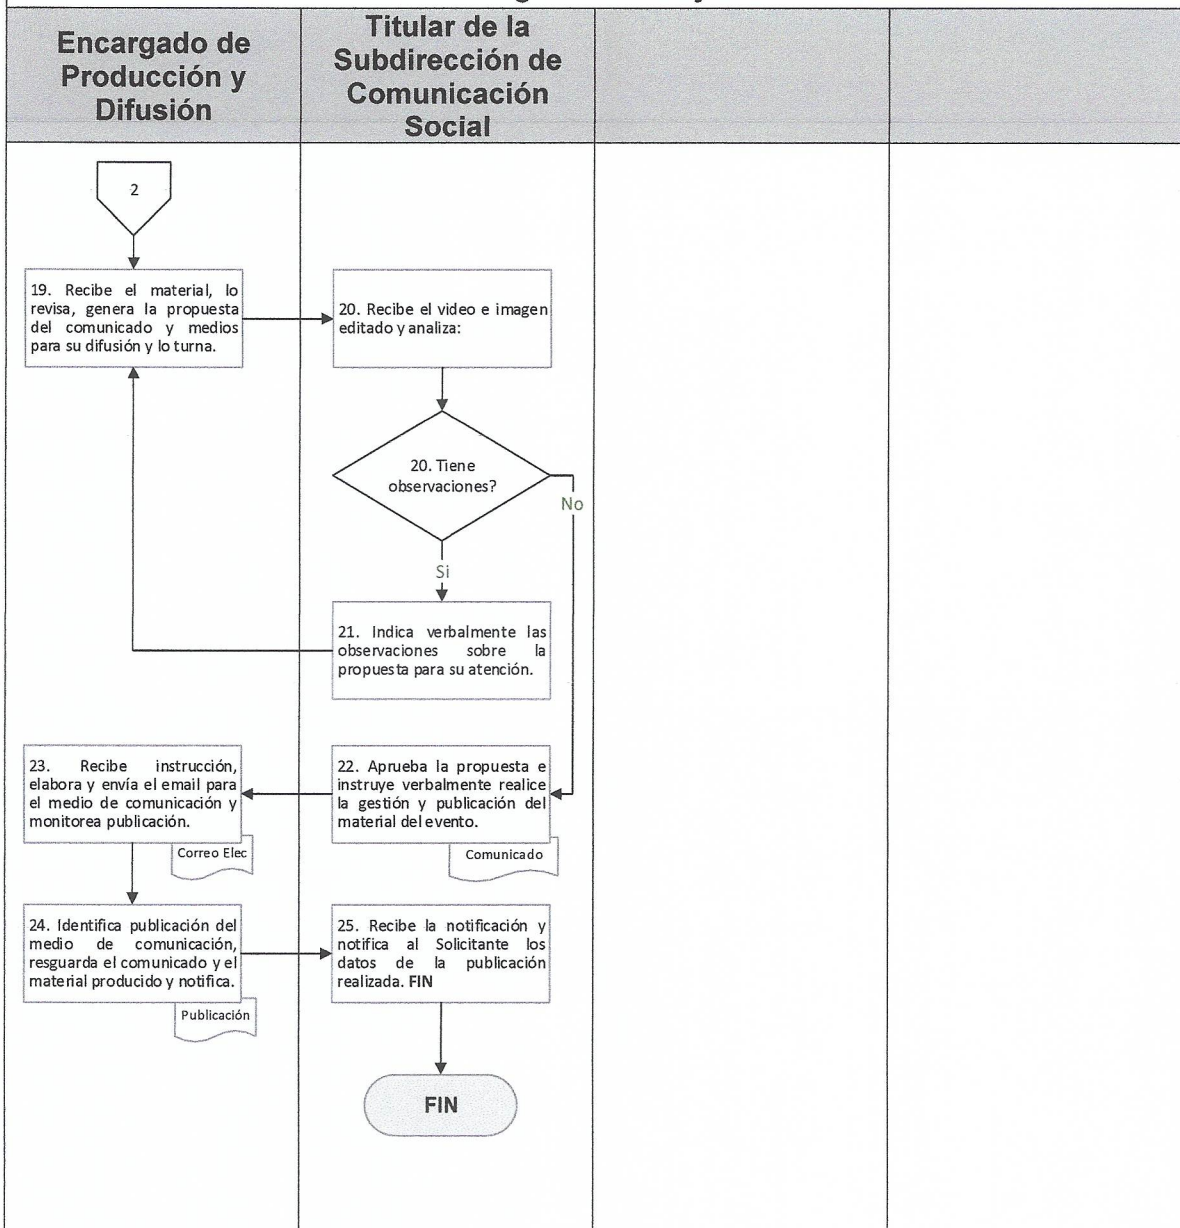 Encargado de
Producción y
Difusión
Titular de la
Subdirección de
Comunicación
Social
2
19. Recibe el material, lo
revisa, genera la propuesta
del comunicado y medios
para su difusión y lo turna.
20. Recibe el video e imagen
editado y analiza:
20. Tiene
observaciones?
No
Si
21. Indica verbalmente las
observaciones sobre la
propuesta para su atención.
22. Aprueba la propuesta e
instruye verbalmente realice
la gestión y publicación del
material del evento.
Comunicado
23. Recibe instrucción,
elabora y envía el email para
el medio de comunicación y
monitorea publicación.
Correo Elec
24. Identifica publicación del
medio de comunicación,
resguarda el comunicado y el
material producido y notifica.
Publicación
25. Recibe la notificación y
notifica al Solicitante los
datos de la publicación
realizada. FIN
FIN